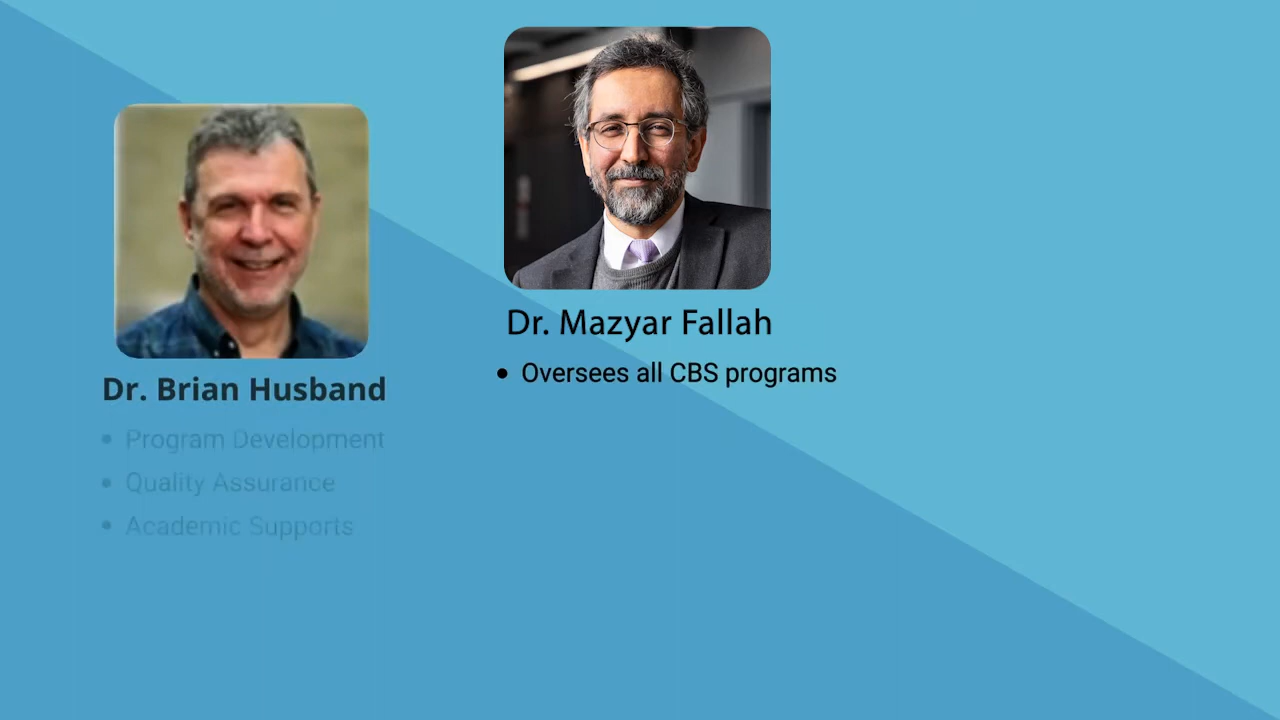 Dr. Mazyar Fallah
• Oversees all CBS programs
Dr. Brian Husband
• Program Development
• Quality Assurance
• Academic Supports